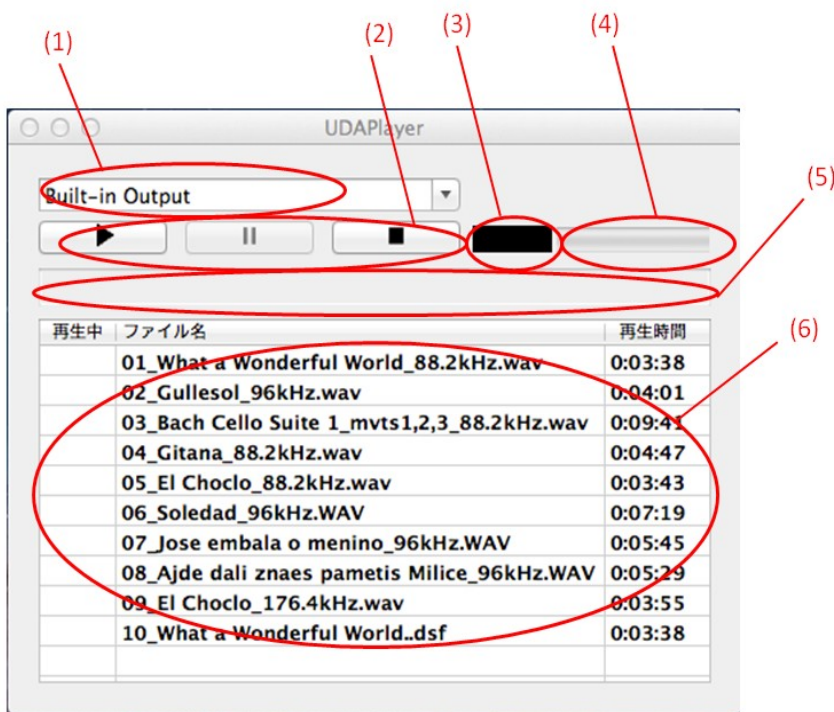 (1)
(2)
(3)
(4)
UDAPlayer
Built-in Output
(5)
再生中 ファイル名 再生時間
(6)
01_What a Wonderful World_88.2kHz.wav 0:03:38
02_Gullesol_96kHz.wav 0:04:01
03_Bach Cello Suite 1_mvts1,2,3_88.2kHz.wav 0:09:41
04_Gitana_88.2kHz.wav 0:04:47
05_El Choclo_88.2kHz.wav 0:03:43
06_Soledad_96kHz.WAV 0:07:19
07_Jose embala o menino_96kHz.WAV 0:05:45
08_Ajde dali znaes pametis Milice_96kHz.WAV 0:05:29
09_El Choclo_176.4kHz.wav 0:03:55
10_What a Wonderful World..dsf 0:03:38